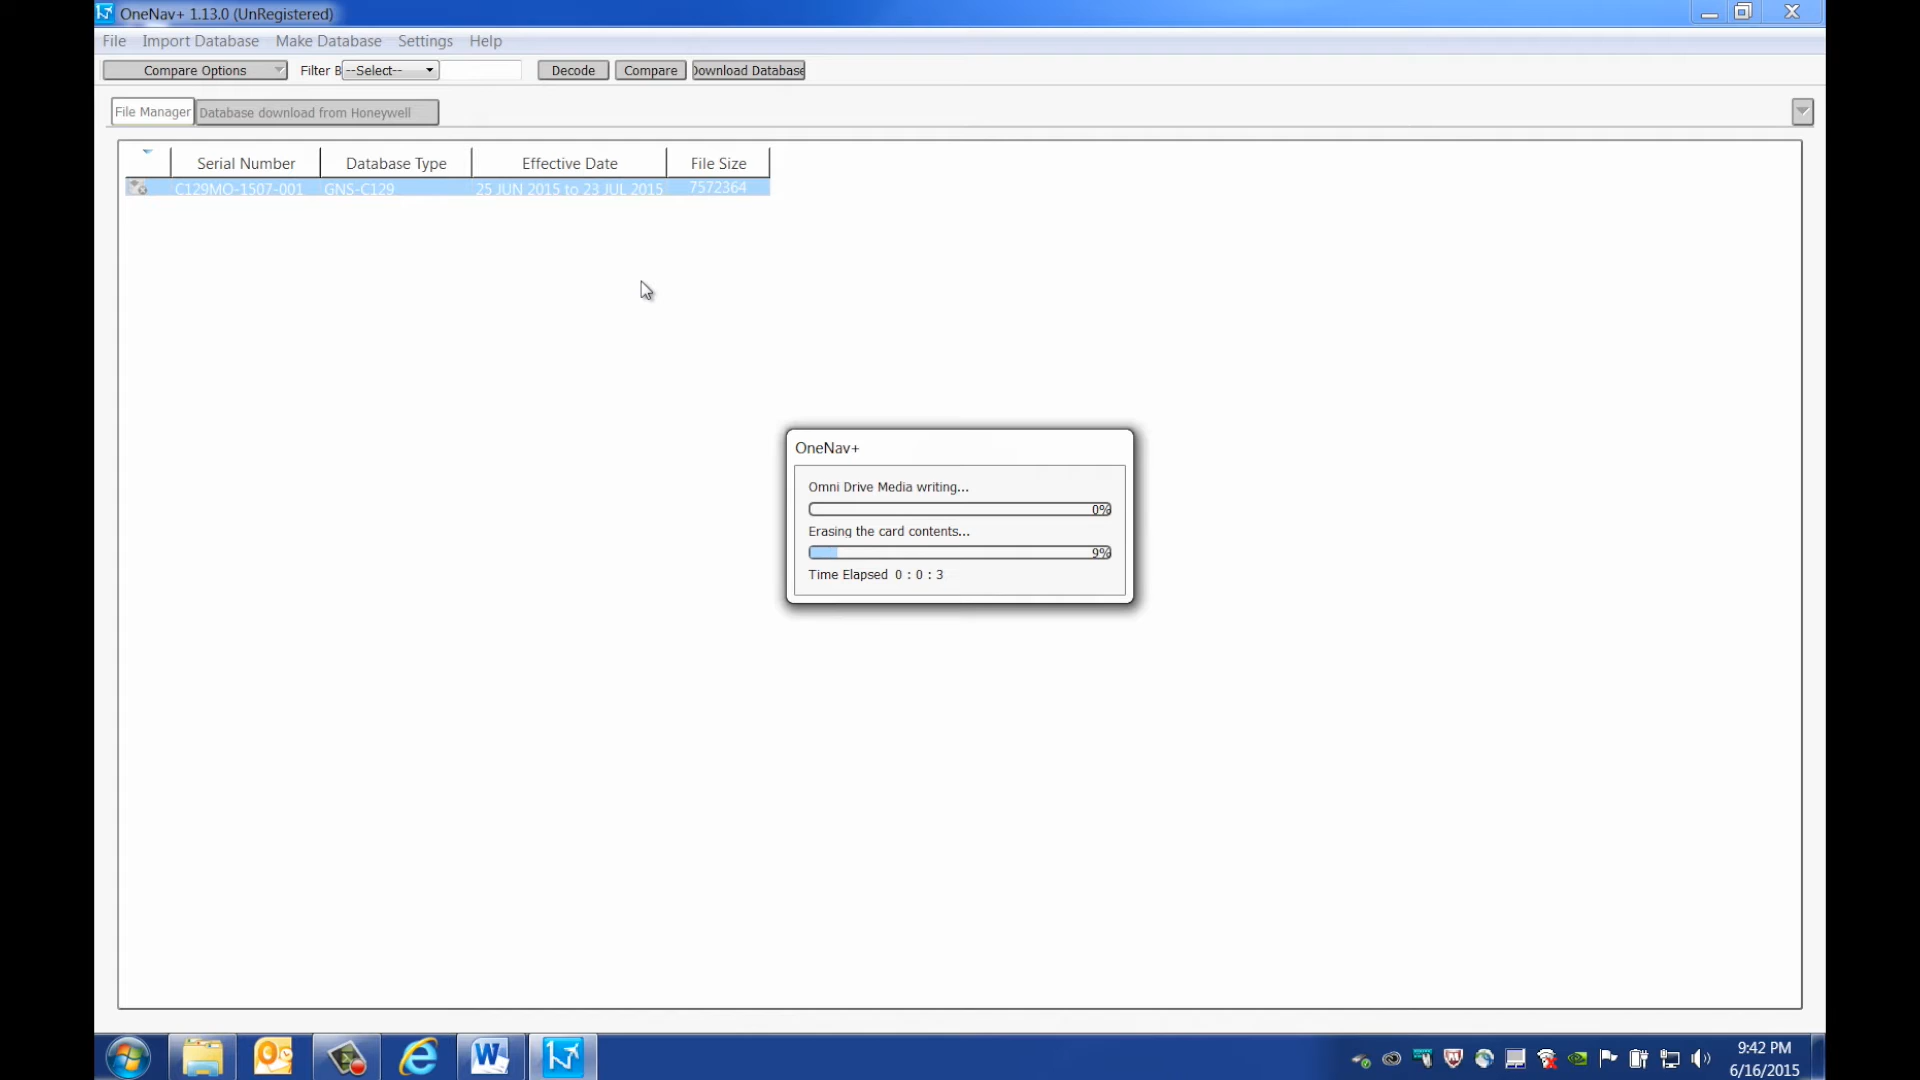 OneNav+ 1.13.0 (UnRegistered)
File Import Database Make Database Settings Help
Compare Options Filter B --Select-- Decode Compare Download Database
File Manager Database download from Honeywell
Serial Number Database Type Effective Date File Size
C129MO-1507-001 GNS-C129 25 JUN 2015 to 23 JUL 2015 7572364
OneNav+
Omni Drive Media writing...
0%
Erasing the card contents...
9%
Time Elapsed 0 : 0 : 3
9:42 PM
6/16/2015